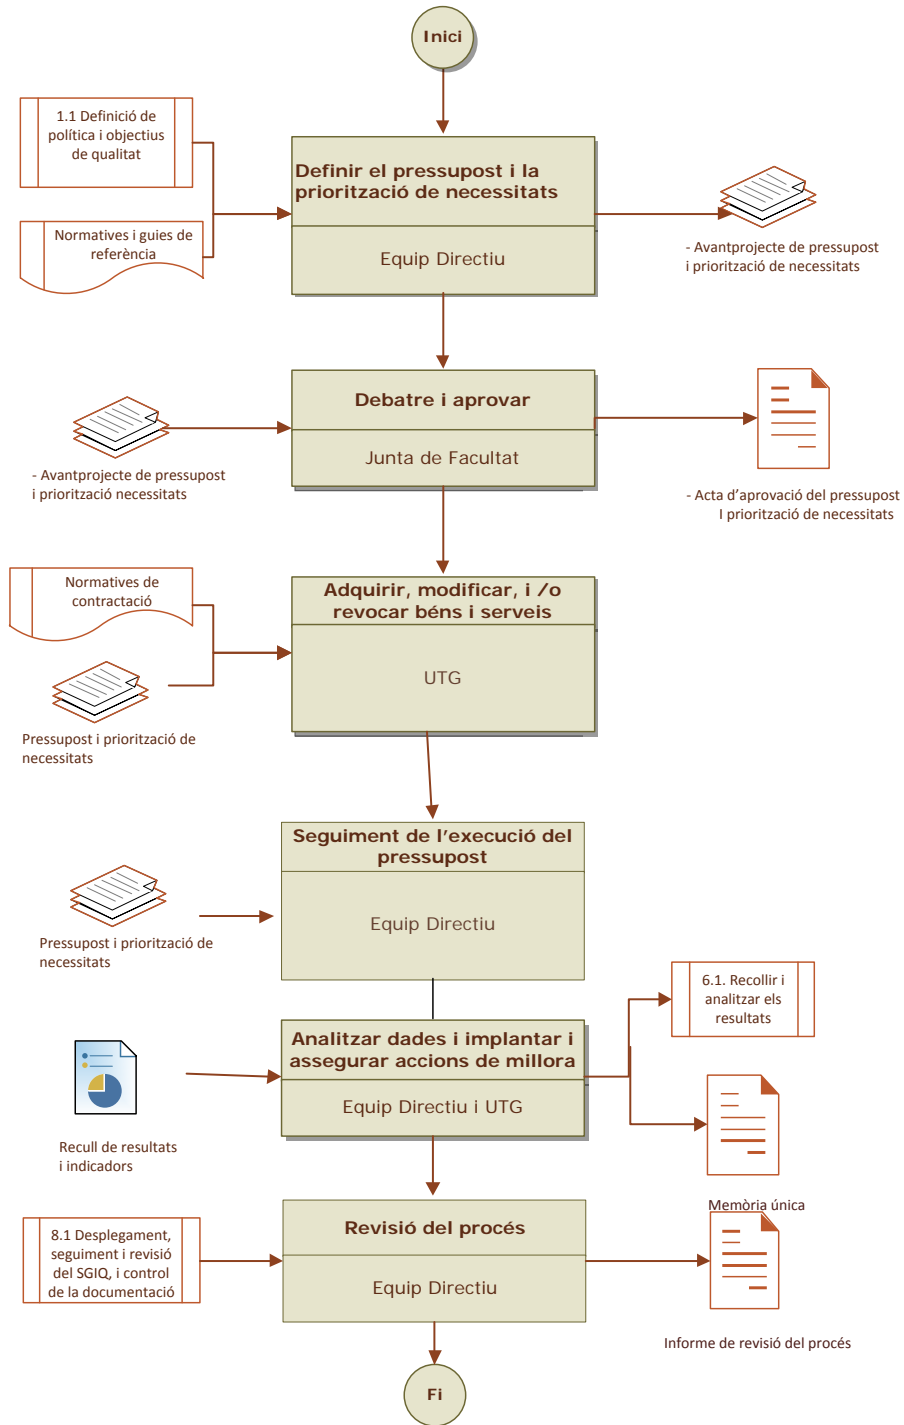 Inici
1.1 Definició de
política i objectius
de qualitat
Definir el pressupost i la
priorització de necessitats
Normatives i guies de
referència
Equip Directiu
- Avantprojecte de pressupost
i priorització de necessitats
Debatre i aprovar
Junta de Facultat
- Avantprojecte de pressupost
i priorització necessitats
- Acta d’aprovació del pressupost
I priorització de necessitats
Normatives de
contractació
Adquirir, modificar, i /o
revocar béns i serveis
UTG
Pressupost i priorització de
necessitats
Seguiment de l’execució del
pressupost
Equip Directiu
Pressupost i priorització de
necessitats
6.1. Recollir i
analitzar els
resultats
Analitzar dades i implantar i
assegurar accions de millora
Equip Directiu i UTG
Recull de resultats
i indicadors
Memòria única
8.1 Desplegament,
seguiment i revisió
del SGIQ, i control
de la documentació
Revisió del procés
Equip Directiu
Informe de revisió del procés
Fi